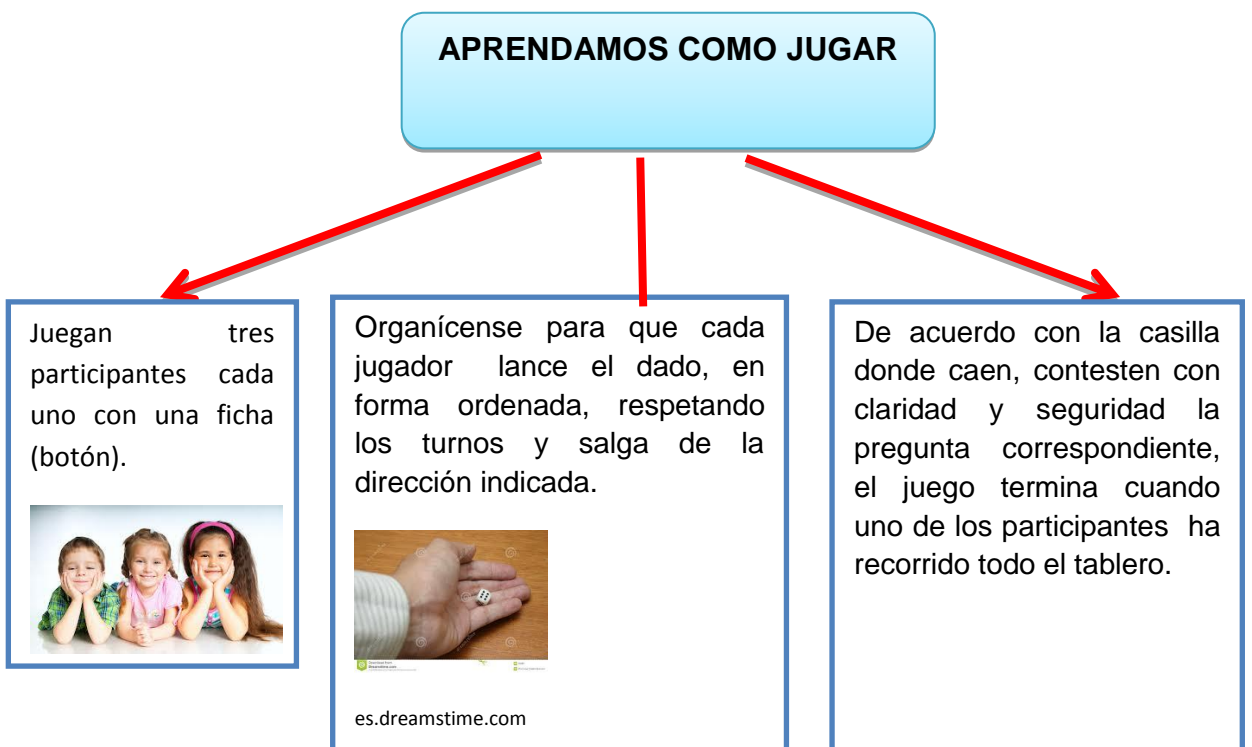 APRENDAMOS COMO JUGAR
Juegan tres
participantes cada
uno con una ficha
(botón).
Organícense para que cada
jugador lance el dado, en
forma ordenada, respetando
los turnos y salga de la
dirección indicada.
es.dreamstime.com
De acuerdo con la casilla
donde caen, contesten con
claridad y seguridad la
pregunta correspondiente,
el juego termina cuando
uno de los participantes ha
recorrido todo el tablero.